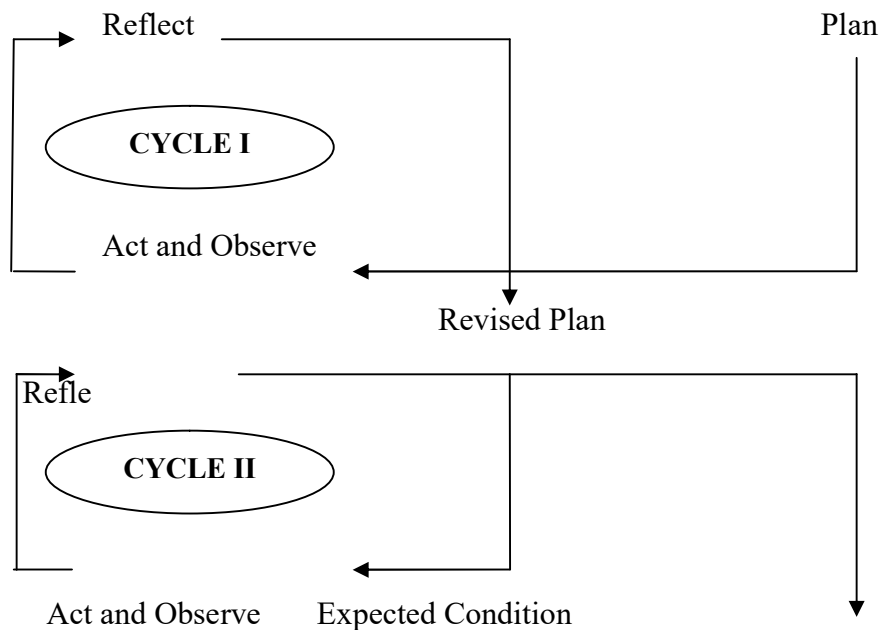 Reflect Plan
CYCLE I
Act and Observe
Revised Plan
Refle
CYCLE II
Act and Observe Expected Condition